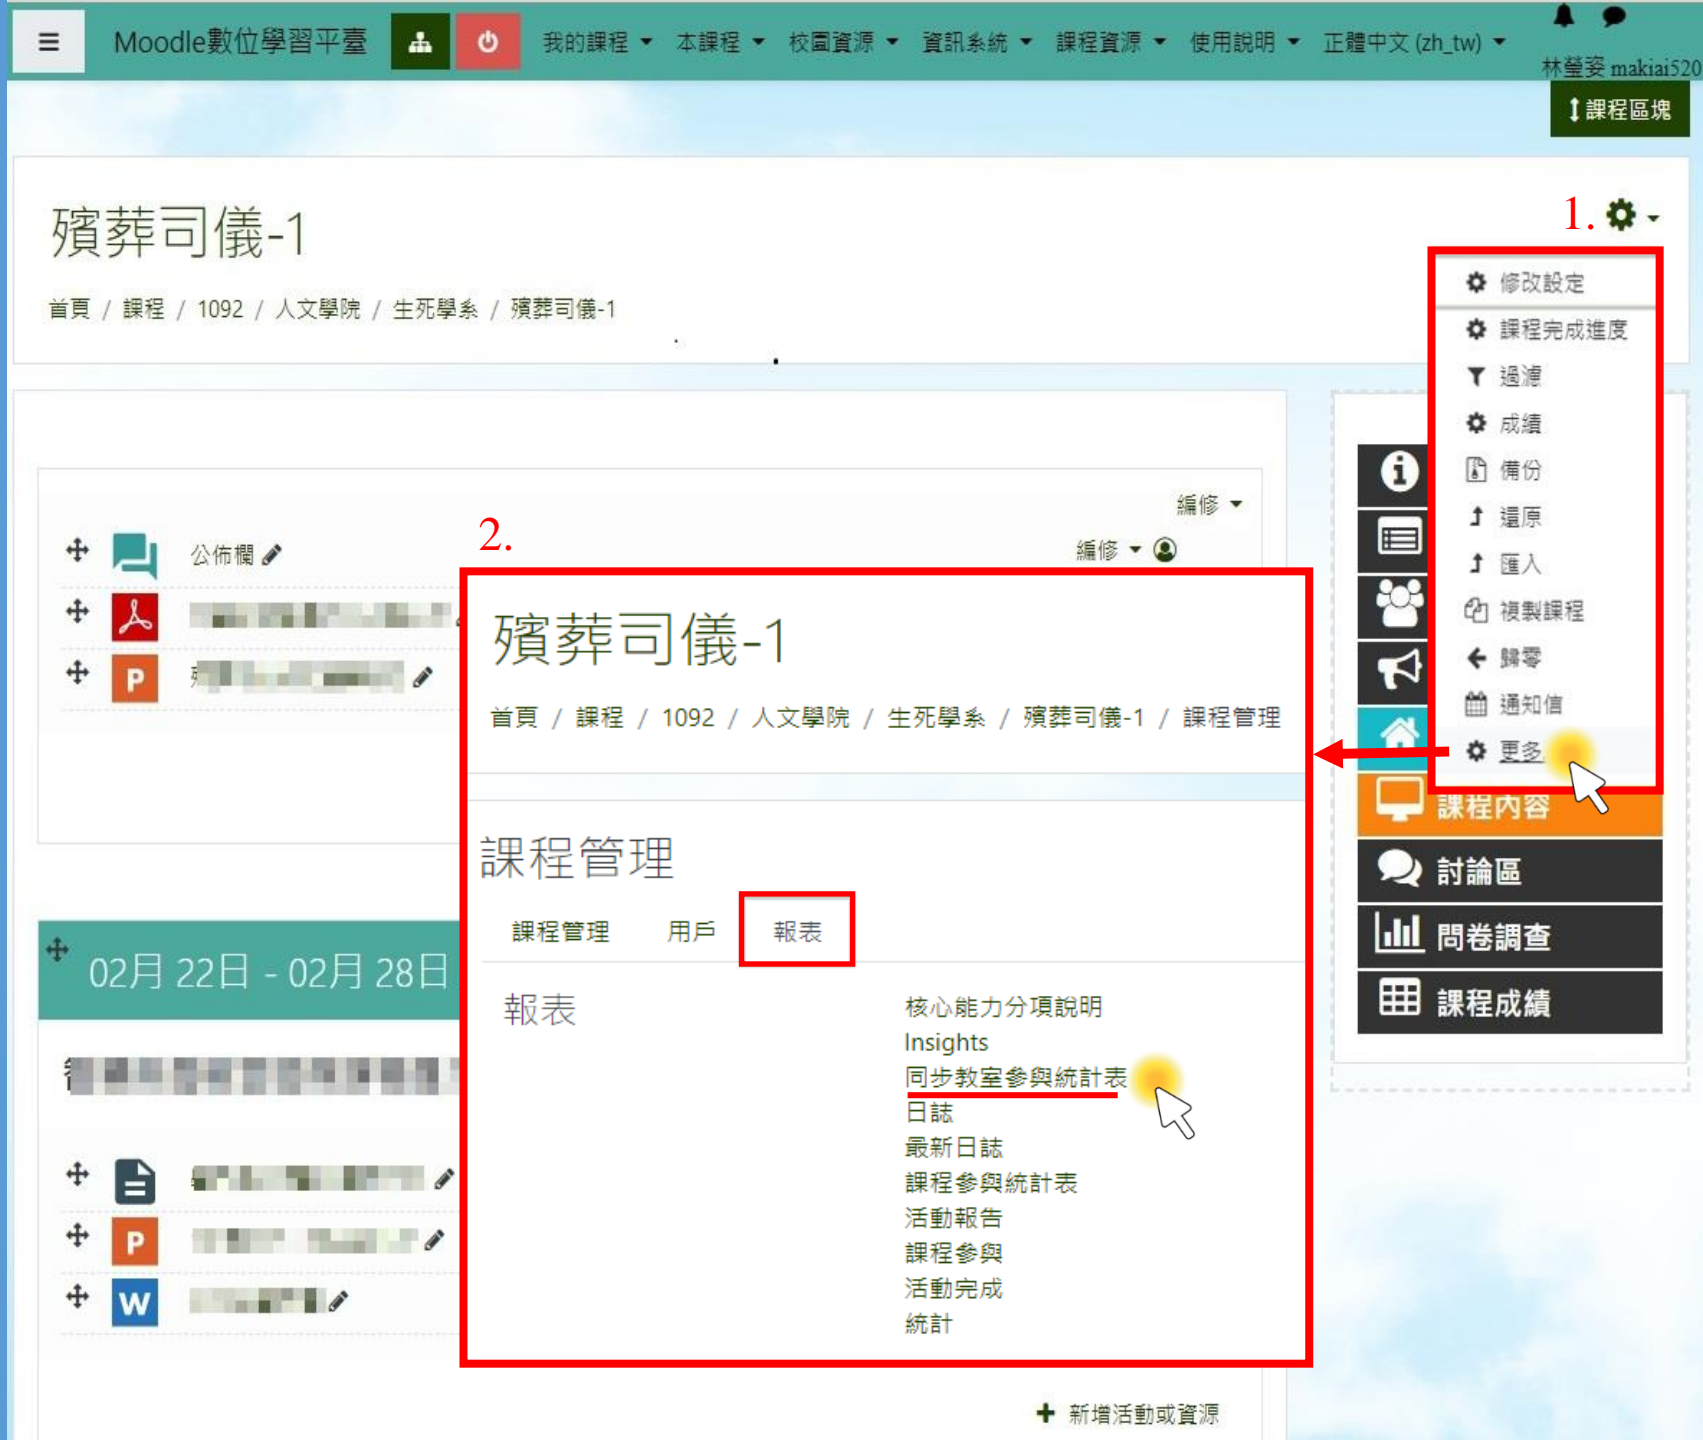 Moodle數位學習平臺 我的課程 本課程 校園資源 資訊系統 課程資源 使用說明 正體中文 (zh_tw)
林瑩姿 makiai520
課程區塊
殯葬司儀-1
首頁 / 課程 / 1092 / 人文學院 / 生死學系 / 殯葬司儀-1
1.
修改設定
課程完成進度
過濾
成績
備份
還原
匯入
複製課程
歸零
通知信
更多
編修
公布欄
編修
2.
殯葬司儀-1
首頁 / 課程 / 1092 / 人文學院 / 生死學系 / 殯葬司儀-1 / 課程管理
課程管理
課程管理 用戶 報表
報表
核心能力分項說明
Insights
同步教室參與統計表
日誌
最新日誌
課程參與統計表
活動報告
課程參與
活動完成
統計
02月 22日 - 02月 28日
新增活動或資源
課程內容
討論區
問卷調查
課程成績